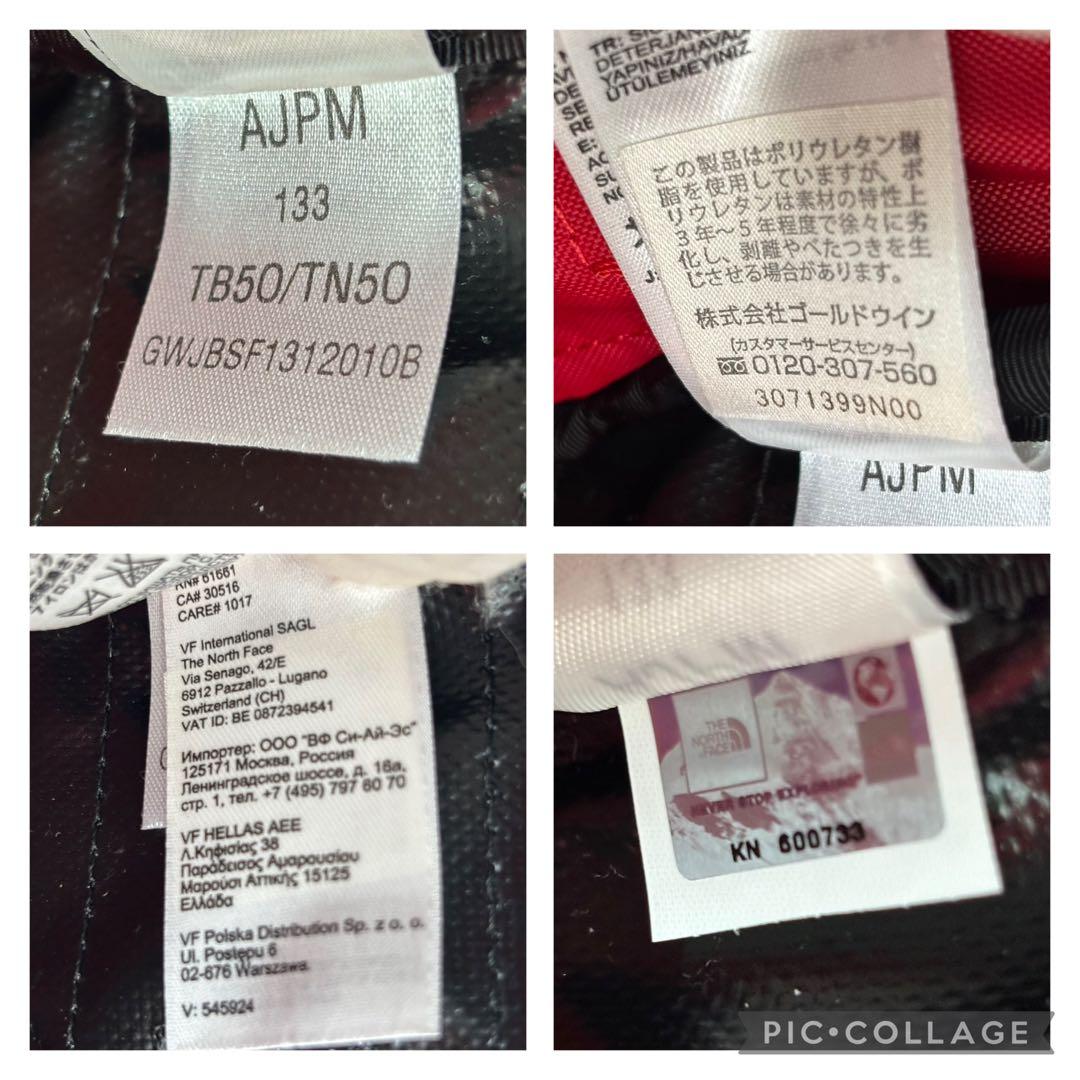 AJPM
133
TB50/TN50
GWJBSF1312010B
DETERJAN
YAPINIZ/HAVAL
ÜTÜLEMEYINIZ
この製品はポリウレタン樹
脂を使用していますが、ポ
リウレタンは素材の特性上
3年~5年程度で徐々に劣
化し、剥離やべたつきを生
じさせる場合があります。
株式会社ゴールドウイン
(カスタマーサービスセンター)
0120-307-560
3071399N00
AJPM
RN# 61661
CA# 30516
CARE# 1017
VF International SAGL
The North Face
Via Senago, 42/E
6912 Pazzallo - Lugano
Switzerland (CH)
VAT ID: BE 0872394541
Импортер: ООО "ВФ Си-Ай-Эс"
125171 Москва, Россия
Ленинградское шоссе, д. 16а,
стр. 1, тел. +7 (495) 797 60 70
VF HELLAS AEE
Λ.Κηφισίας 38
Παράδεισος Αμαρουσίου
Μαρούσι Αττικής 15125
Ελλάδα
VF Polska Distribution Sp. z o. o.
Ul. Postępu 6
02-676 Warszawa
V: 545924
THE
NORTH
FACE
NEVER STOP EXPLORING
KN 600733
PIC•COLLAGE